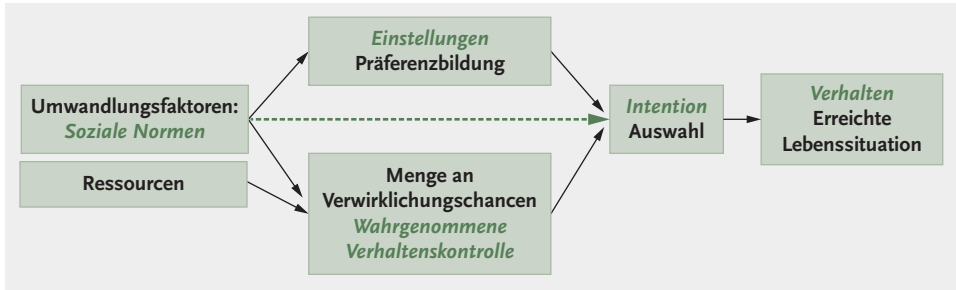 Einstellungen
Präferenzbildung
Umwandlungsfaktoren:
Soziale Normen
Ressourcen
Menge an
Verwirklichungschancen
Wahrgenommene
Verhaltenskontrolle
Intention
Auswahl
Verhalten
Erreichte
Lebenssituation